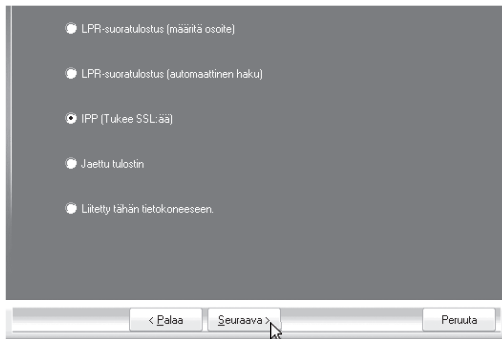 LPR-suoratulostus (määritä osoite)
LPR-suoratulostus (automaattinen haku)
IPP (Tukee SSL:ää)
Jaettu tulostin
Liitetty tähän tietokoneeseen.
< Palaa Seuraava > Peruuta